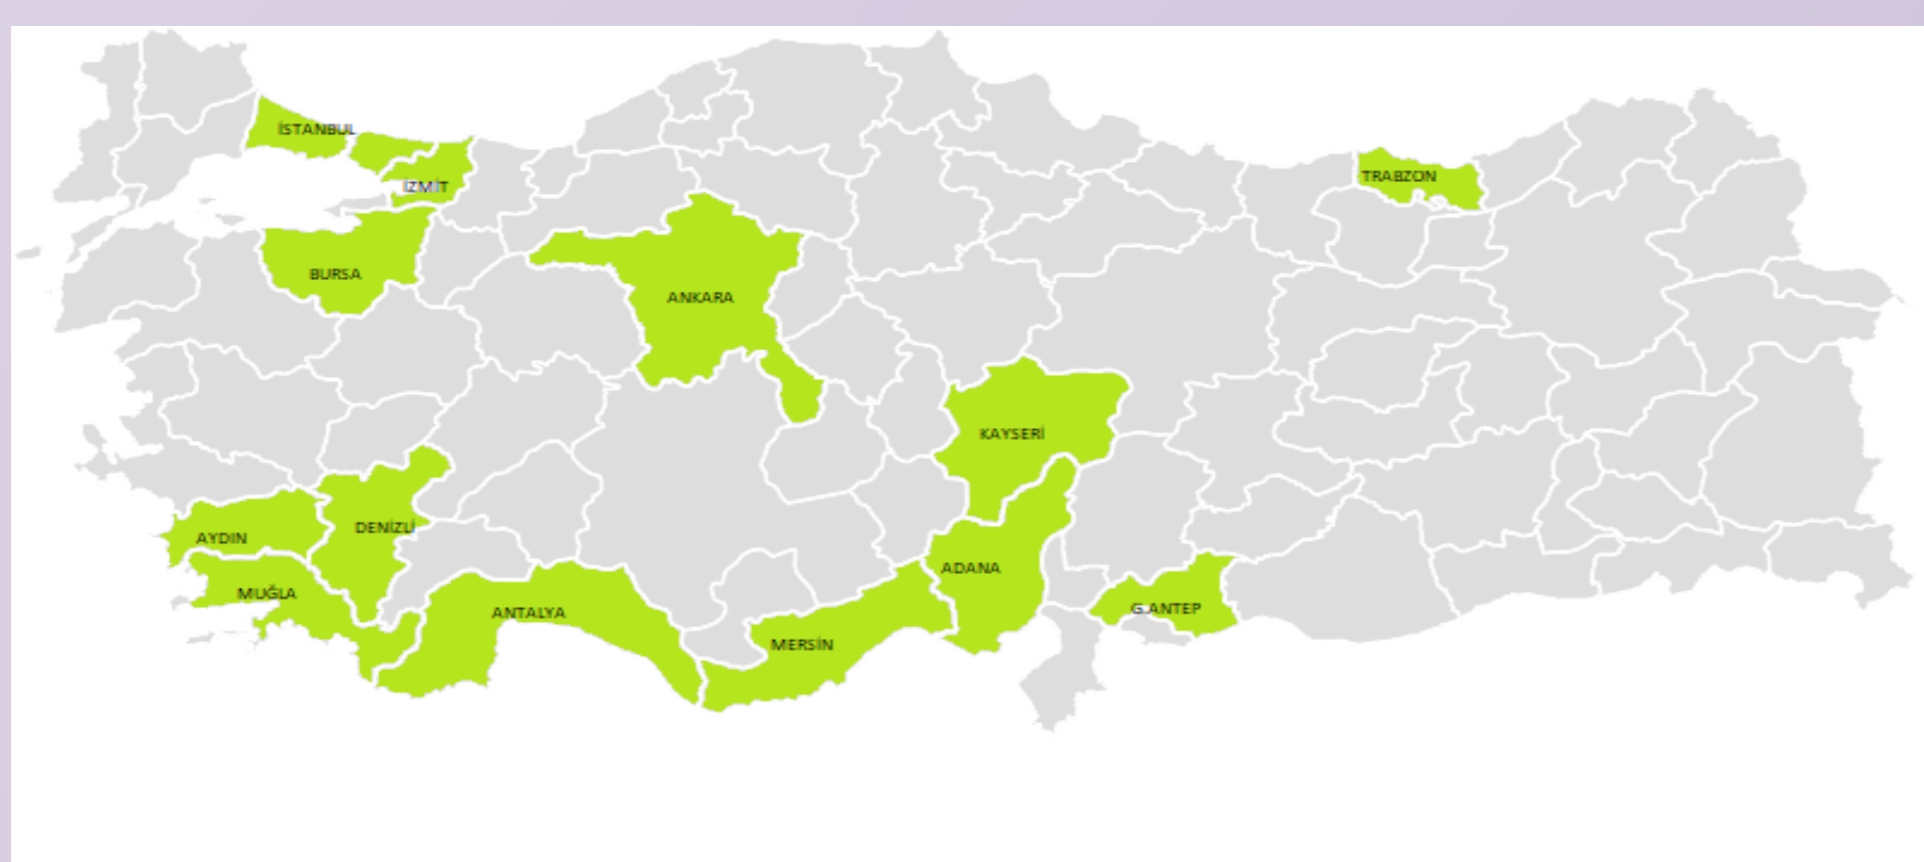 İSTANBUL
TRABZON
İZMİT
BURSA
ANKARA
KAYSERİ
DENİZLİ
AYDIN
ADANA
MUĞLA
G.ANTEP
ANTALYA
MERSİN